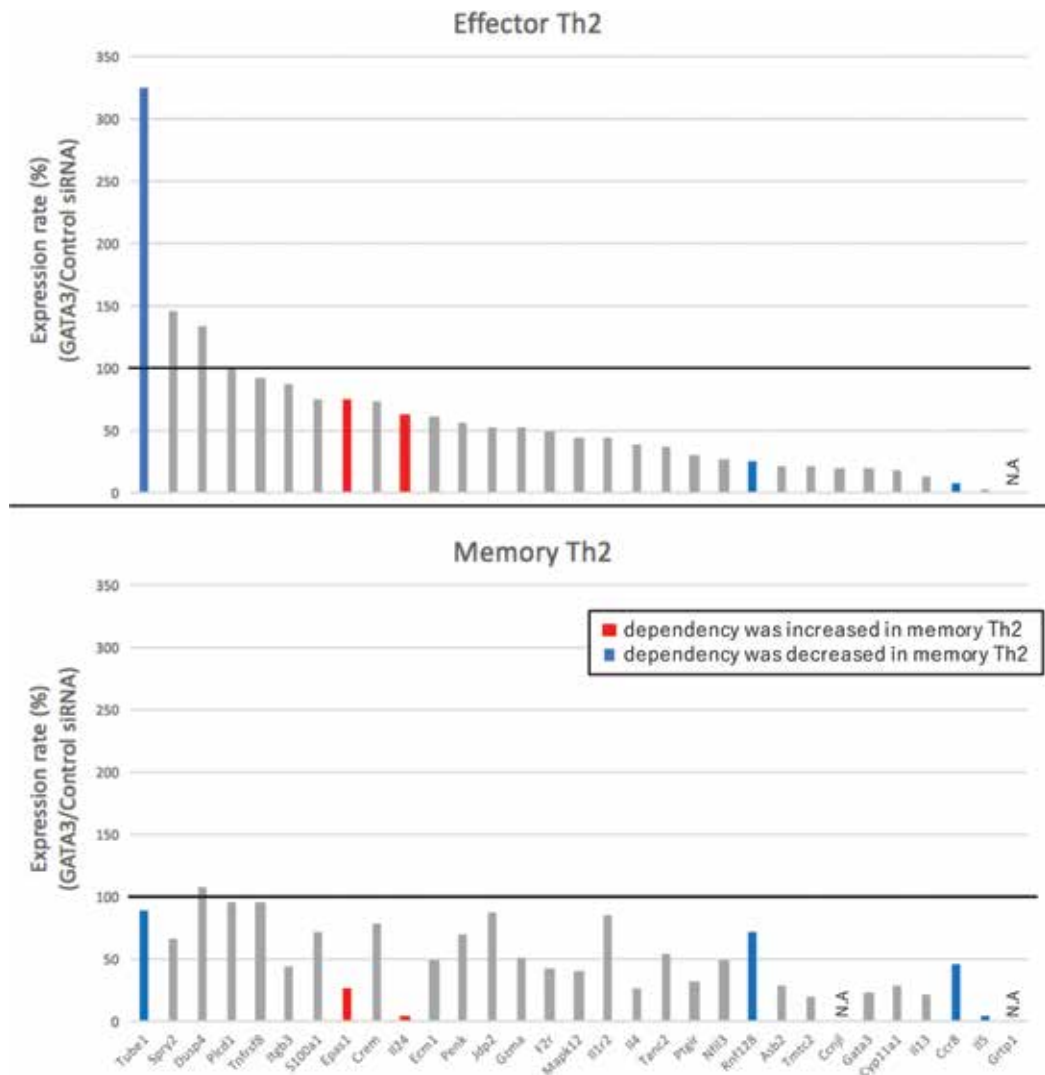 Effector Th2
350
300
250
200
150
100
50
0
Expression rate (%)
(GATA3/Control siRNA)
N.A
Memory Th2
350
300
250
200
150
100
50
0
Expression rate (%)
(GATA3/Control siRNA)
dependency was increased in memory Th2
dependency was decreased in memory Th2
N.A
N.A
Tube1
Spry2
Dusp4
Plcd1
Tnfrsf8
Itgb3
S100a1
Epas1
Crem
Il24
Ecm1
Penk
Jdp2
Gzma
F2r
Mapk12
Il1r2
Il4
Tanc2
Ptgir
Nfil3
Rnf128
Asb2
Tmtc2
Ccnjl
Gata3
Cyp11a1
Il13
Ccr8
Il5
Grtp1